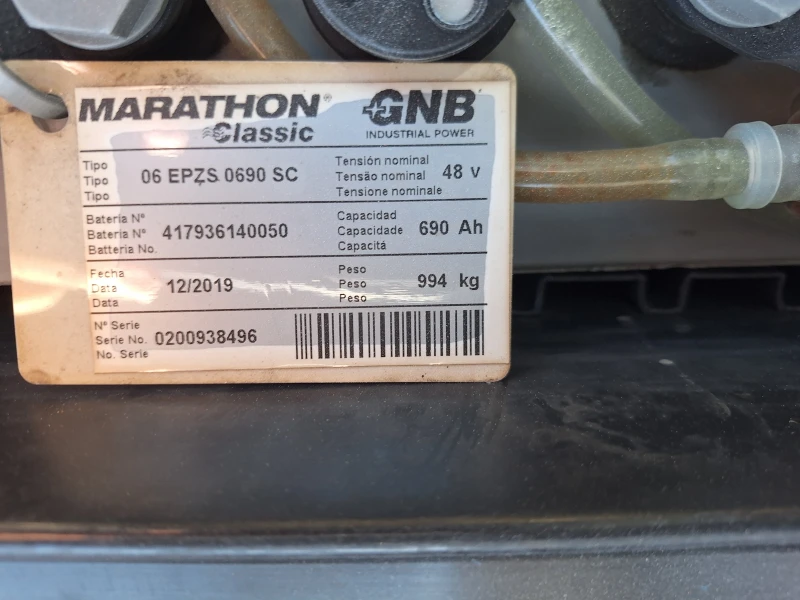 MARATHON®
Classic
GNB
INDUSTRIAL POWER
Tipo
Tipo
Tipo
06 EPZS 0690 SC
Tensión nominal
Tensão nominal
Tensione nominale
48 V
Bateria Nº
Bateria Nº
Batteria No.
417936140050
Capacidad
Capacidade
Capacitá
690 Ah
Fecha
Data
Data
12/2019
Peso
Peso
Peso
994 kg
Nº Serie
Serie No.
No. Serie
0200938496